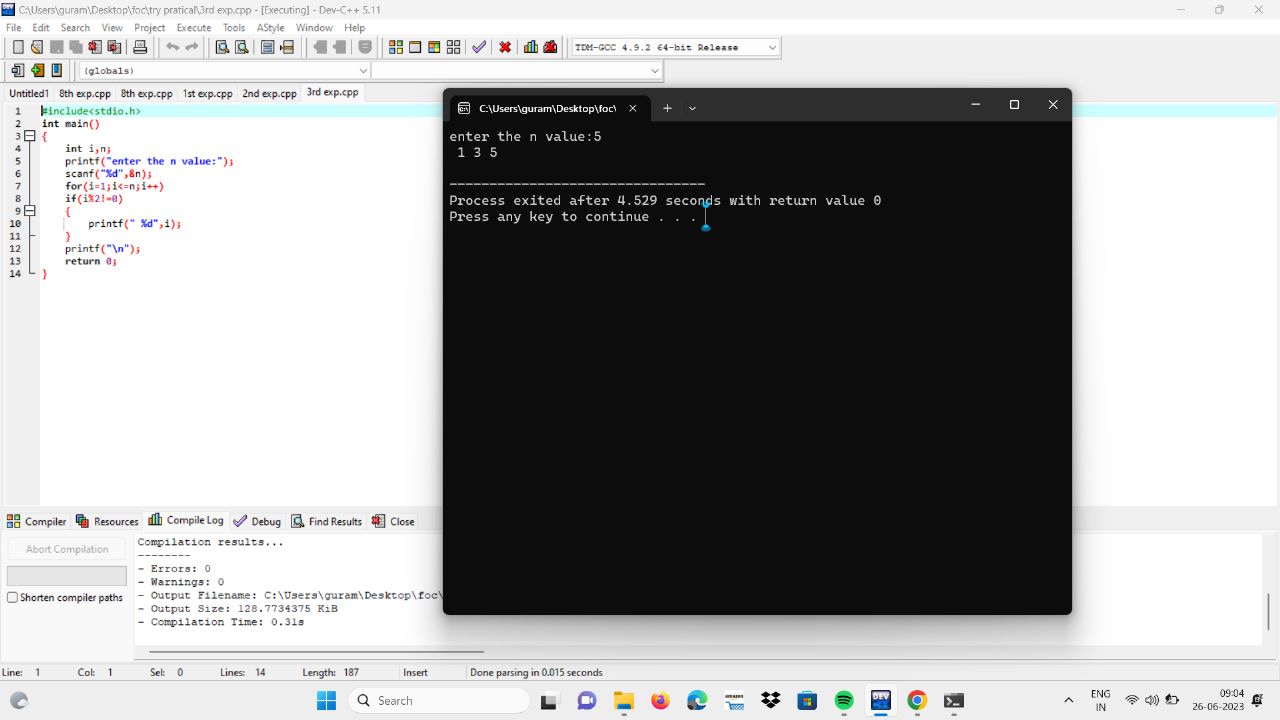 C:\Users\guram\Desktop\foc\try pratical\3rd exp.cpp - [Executing] - Dev-C++ 5.11
File Edit Search View Project Execute Tools AStyle Window Help
TDM-GCC 4.9.2 64-bit Release
(globals)
Untitled1 8th exp.cpp 8th exp.cpp 1st exp.cpp 2nd exp.cpp 3rd exp.cpp
1 #include<stdio.h>
2 int main()
3 {
4 int i,n;
5 printf("enter the n value:");
6 scanf("%d",&n);
7 for(i=1;i<=n;i++)
8 if(i%2!=0)
9 {
10 printf(" %d",i);
11 }
12 printf("\n");
13 return 0;
14 }
C:\Users\guram\Desktop\foc\
enter the n value:5
1 3 5
--------------------------------
Process exited after 4.529 seconds with return value 0
Press any key to continue . . .
Compiler Resources Compile Log Debug Find Results Close
Abort Compilation
Shorten compiler paths
Compilation results...
--------
- Errors: 0
- Warnings: 0
- Output Filename: C:\Users\guram\Desktop\foc\
- Output Size: 128.7734375 KiB
- Compilation Time: 0.31s
Line: 1 Col: 1 Sel: 0 Lines: 14 Length: 187 Insert Done parsing in 0.015 seconds
Search
amazon
DEV
ENG
IN
09:04
26-06-2023